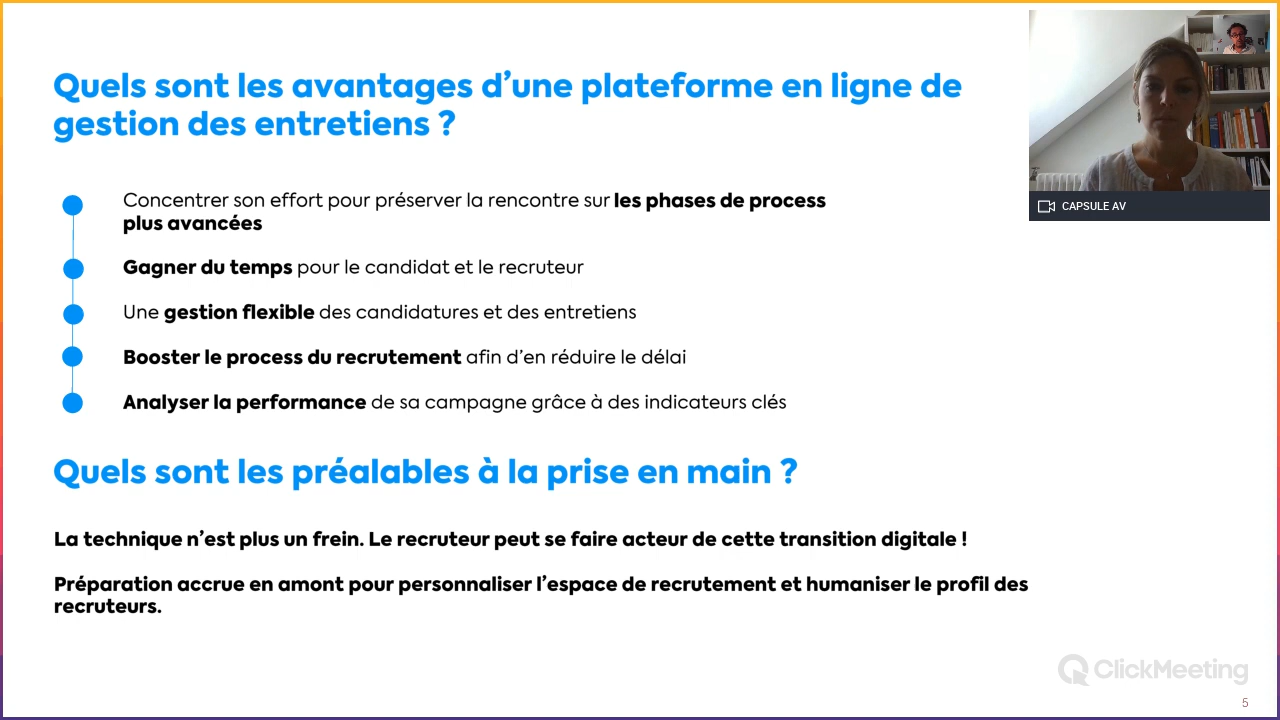 Quels sont les avantages d’une plateforme en ligne de
gestion des entretiens ?
Concentrer son effort pour préserver la rencontre sur les phases de process
plus avancées
Gagner du temps pour le candidat et le recruteur
Une gestion flexible des candidatures et des entretiens
Booster le process du recrutement afin d’en réduire le délai
Analyser la performance de sa campagne grâce à des indicateurs clés
Quels sont les préalables à la prise en main ?
La technique n’est plus un frein. Le recruteur peut se faire acteur de cette transition digitale !
Préparation accrue en amont pour personnaliser l’espace de recrutement et humaniser le profil des
recruteurs.
CAPSULE AV
ClickMeeting
5